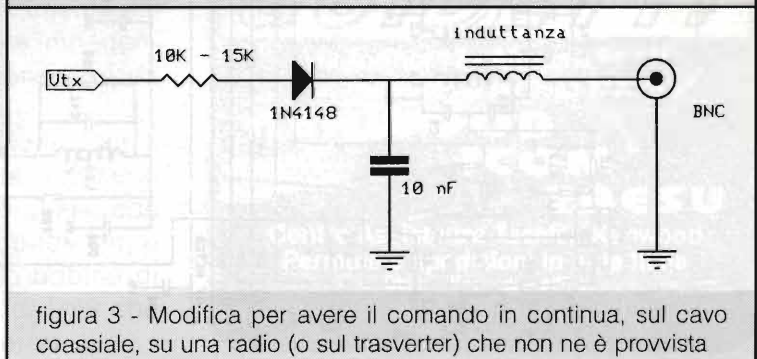 induttanza
10K - 15K
Utx
1N4148
BNC
10 nF
figura 3 - Modifica per avere il comando in continua, sul cavo
coassiale, su una radio (o sul trasverter) che non ne è provvista